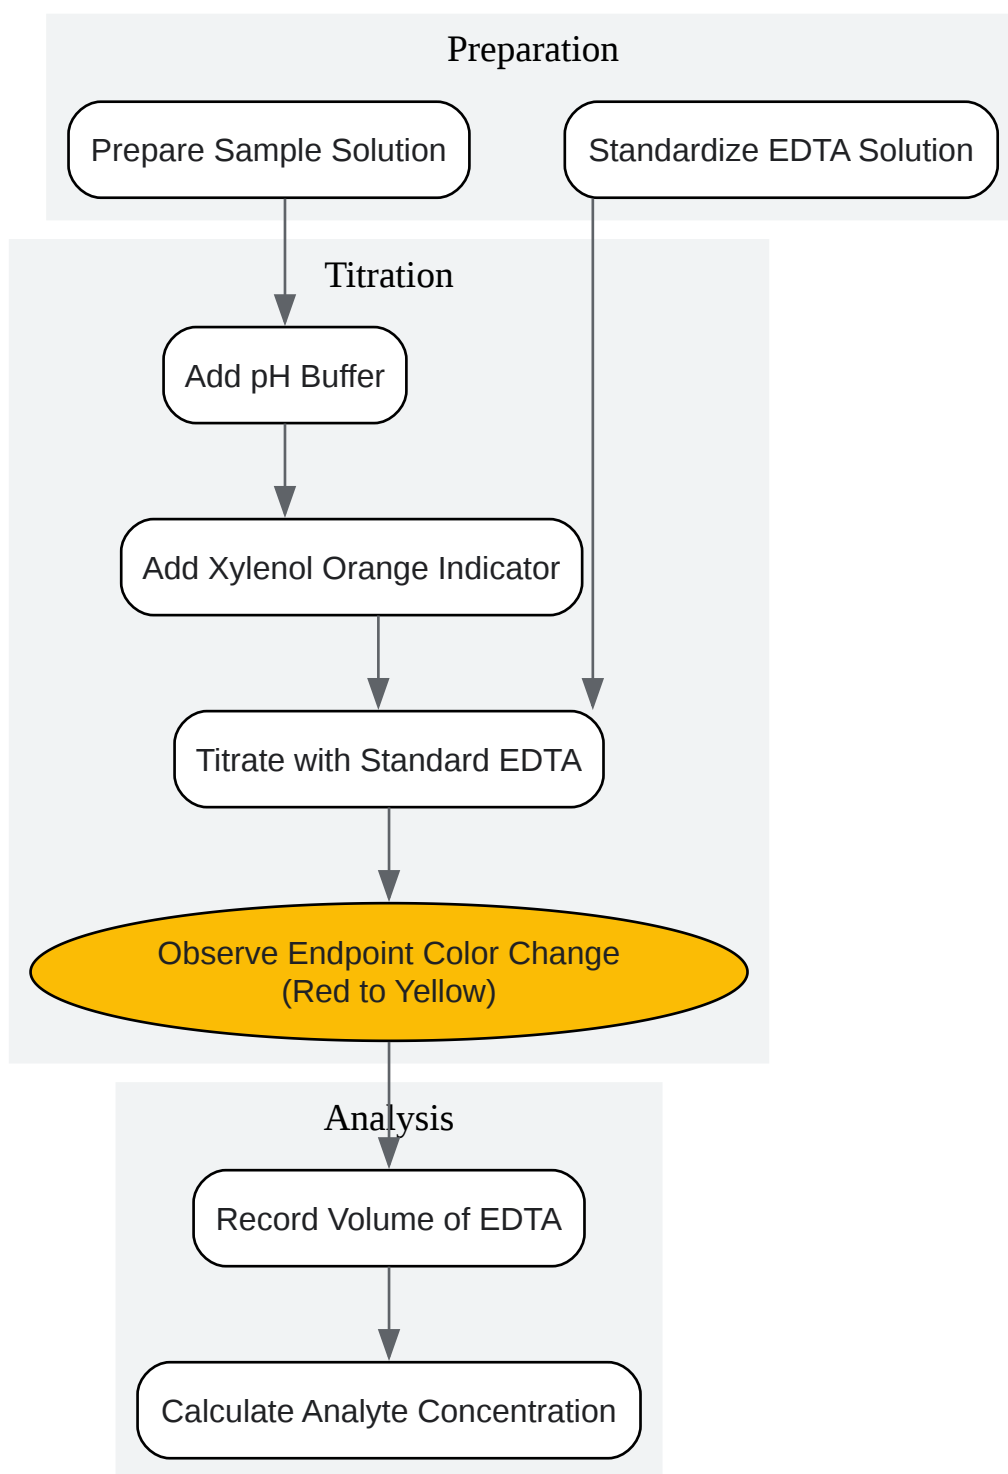 Preparation
Prepare Sample Solution
Standardize EDTA Solution
Titration
Add pH Buffer
Add Xylenol Orange Indicator
Titrate with Standard EDTA
Observe Endpoint Color Change
(Red to Yellow)
Analysis
Record Volume of EDTA
Calculate Analyte Concentration